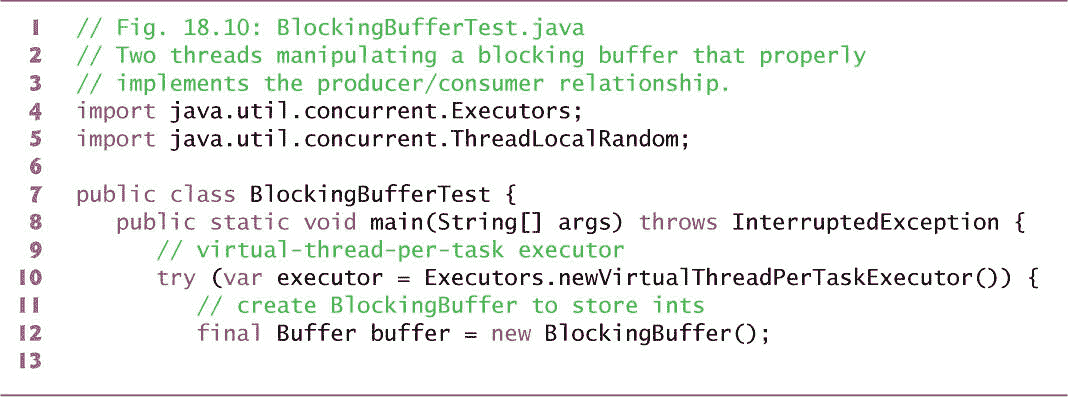 1 // Fig. 18.10: BlockingBufferTest.java
2 // Two threads manipulating a blocking buffer that properly
3 // implements the producer/consumer relationship.
4 import java.util.concurrent.Executors;
5 import java.util.concurrent.ThreadLocalRandom;
6
7 public class BlockingBufferTest {
8    public static void main(String[] args) throws InterruptedException {
9       // virtual-thread-per-task executor
10       try (var executor = Executors.newVirtualThreadPerTaskExecutor()) {
11          // create BlockingBuffer to store ints
12          final Buffer buffer = new BlockingBuffer();
13